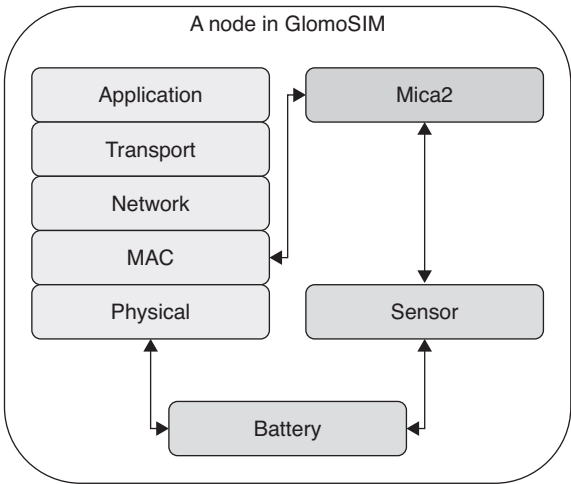 A node in GlomoSIM
Application
Mica2
Transport
Network
MAC
Physical
Sensor
Battery